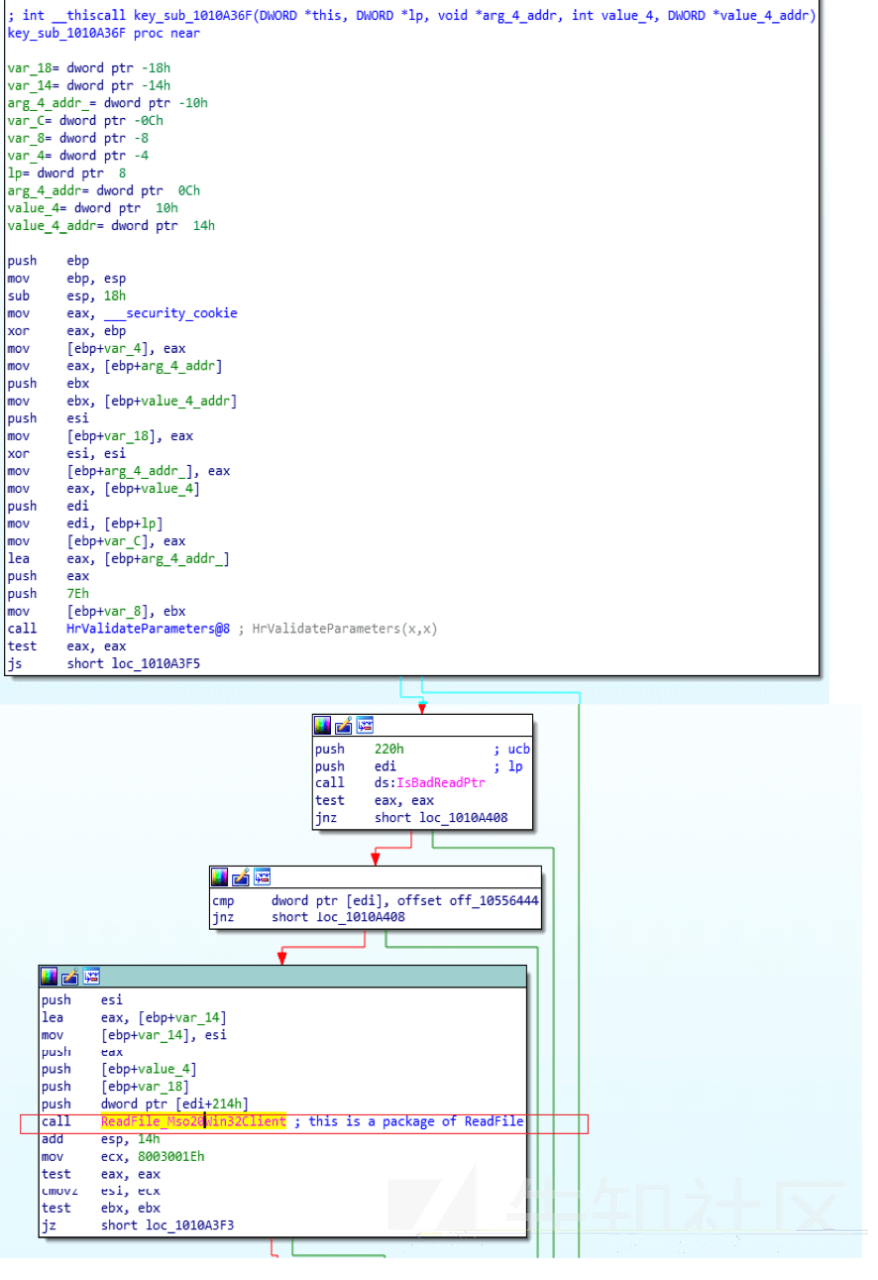 ; int __thiscall key_sub_1010A36F(DWORD *this, DWORD *lp, void *arg_4_addr, int value_4, DWORD *value_4_addr)
key_sub_1010A36F proc near
var_18= dword ptr -18h
var_14= dword ptr -14h
arg_4_addr_= dword ptr -10h
var_C= dword ptr -0Ch
var_8= dword ptr -8
var_4= dword ptr -4
lp= dword ptr  8
arg_4_addr= dword ptr  0Ch
value_4= dword ptr  10h
value_4_addr= dword ptr  14h
push    ebp
mov     ebp, esp
sub     esp, 18h
mov     eax, ___security_cookie
xor     eax, ebp
mov     [ebp+var_4], eax
mov     eax, [ebp+arg_4_addr]
push    ebx
mov     ebx, [ebp+value_4_addr]
push    esi
mov     [ebp+var_18], eax
xor     esi, esi
mov     [ebp+arg_4_addr_], eax
mov     eax, [ebp+value_4]
push    edi
mov     edi, [ebp+lp]
mov     [ebp+var_C], eax
lea     eax, [ebp+arg_4_addr_]
push    eax
push    7Eh
mov     [ebp+var_8], ebx
call    HrValidateParameters@8 ; HrValidateParameters(x,x)
test    eax, eax
js      short loc_1010A3F5
push    220h            ; ucb
push    edi             ; lp
call    ds:IsBadReadPtr
test    eax, eax
jnz     short loc_1010A408
cmp     dword ptr [edi], offset off_10556444
jnz     short loc_1010A408
push    esi
lea     eax, [ebp+var_14]
mov     [ebp+var_14], esi
push    eax
push    [ebp+value_4]
push    [ebp+var_18]
push    dword ptr [edi+214h]
call    ReadFile_Mso20Win32Client ; this is a package of ReadFile
add     esp, 14h
mov     ecx, 8003001Eh
test    eax, eax
cmovz   esi, ecx
test    ebx, ebx
jz      short loc_1010A3F3